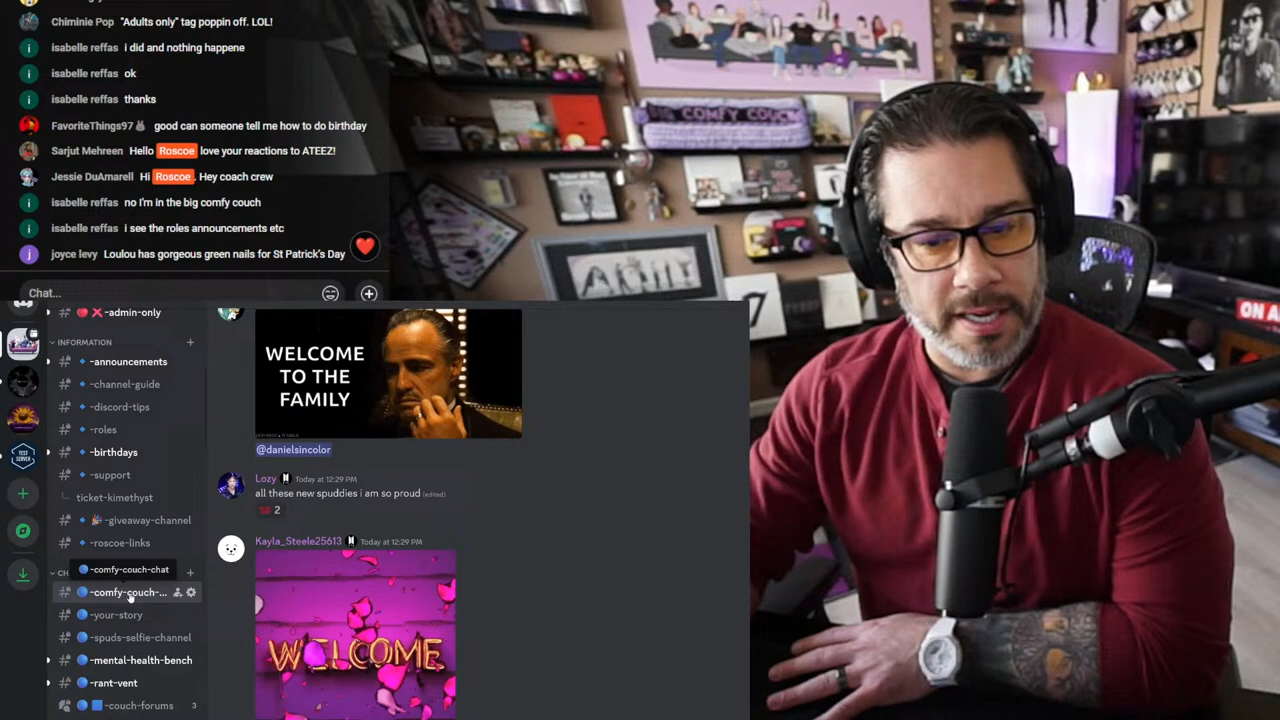 Chiminie Pop "Adults only" tag poppin off. LOL!
isabelle reffas i did and nothing happene
isabelle reffas ok
isabelle reffas thanks
FavoriteThings97 good can someone tell me how to do birthday
Sarjut Mehreen Hello Roscoe love your reactions to ATEEZ!
Jessie DuAmarell Hi Roscoe. Hey coach crew
isabelle reffas no I'm in the big comfy couch
isabelle reffas i see the roles announcements etc
joyce levy Loulou has gorgeous green nails for St Patrick's Day
Chat...
-admin-only
INFORMATION
-announcements
-channel-guide
-discord-tips
-roles
-birthdays
-support
ticket-kimethyst
-giveaway-channel
-roscoe-links
-comfy-couch-chat
CH
-comfy-couch-...
-your-story
-spuds-selfie-channel
-mental-health-bench
-rant-vent
-couch-forums 3
TEST SERVER
WELCOME
TO THE
FAMILY
@danielsincolor
Lozy Today at 12:29 PM
all these new spuddies i am so proud (edited)
2
Kayla_Steele25613 Today at 12:29 PM
WELCOME
BIG COMFY COUCH
AGUST
ON A